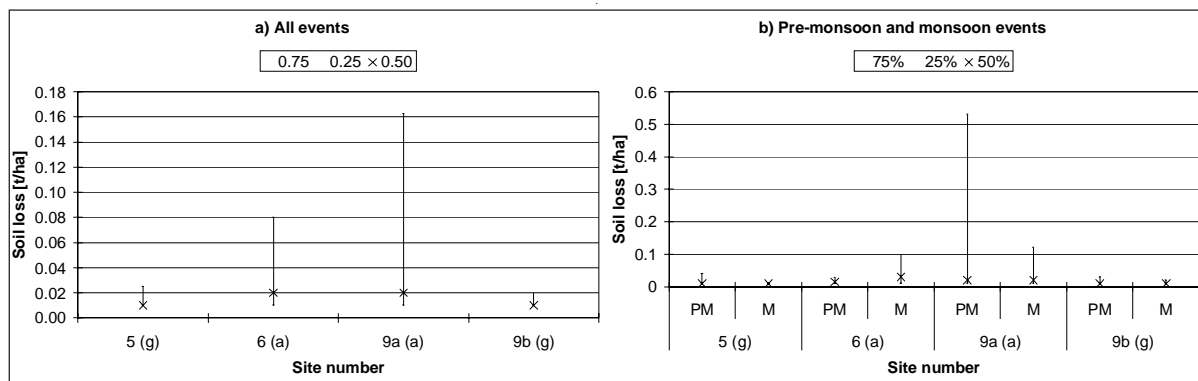 a) All events
0.75 0.25 × 0.50
Soil loss [t/ha]
0.18
0.16
0.14
0.12
0.10
0.08
0.06
0.04
0.02
0.00
5 (g) 6 (a) 9a (a) 9b (g)
Site number
b) Pre-monsoon and monsoon events
75% 25% × 50%
Soil loss [t/ha]
0.6
0.5
0.4
0.3
0.2
0.1
0
PM M PM M PM M PM M
5 (g) 6 (a) 9a (a) 9b (g)
Site number